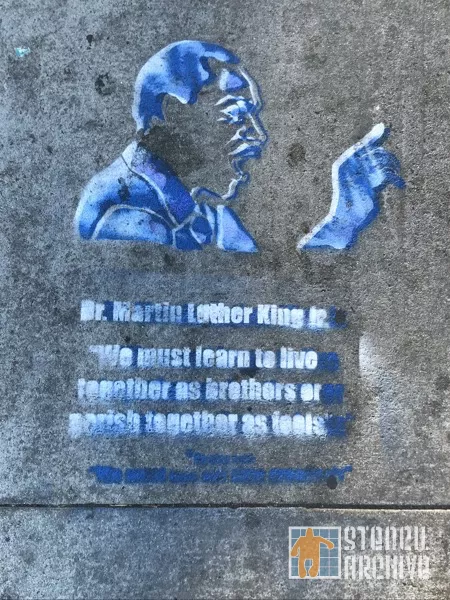 Dr. Martin Luther King Jr.
"We must learn to live
together as brothers or
perish together as fools"
STENCIL
ARCHIVE